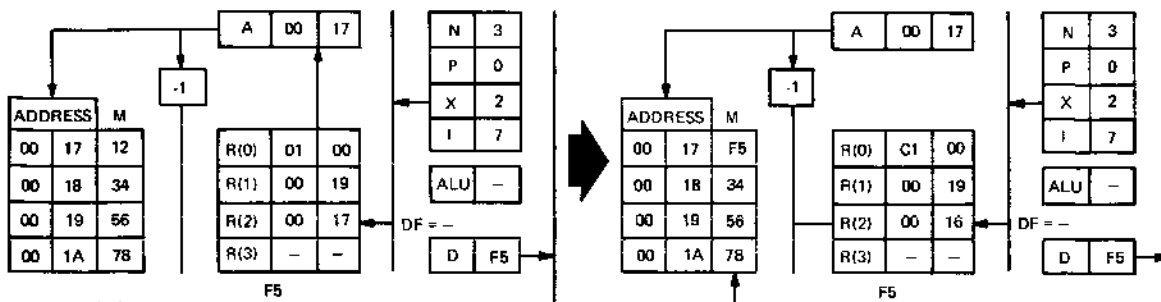 A 00 17
N 3
P 0
X 2
I 7
-1
ADDRESS M
00 17 12
00 18 34
00 19 56
00 1A 78
R(0) 01 00
R(1) 00 19
R(2) 00 17
R(3) – –
ALU –
DF = –
D F5
F5
A 00 17
N 3
P 0
X 2
I 7
-1
ADDRESS M
00 17 F5
00 18 34
00 19 56
00 1A 78
R(0) C1 00
R(1) 00 19
R(2) 00 16
R(3) – –
ALU –
DF = –
D F5
F5